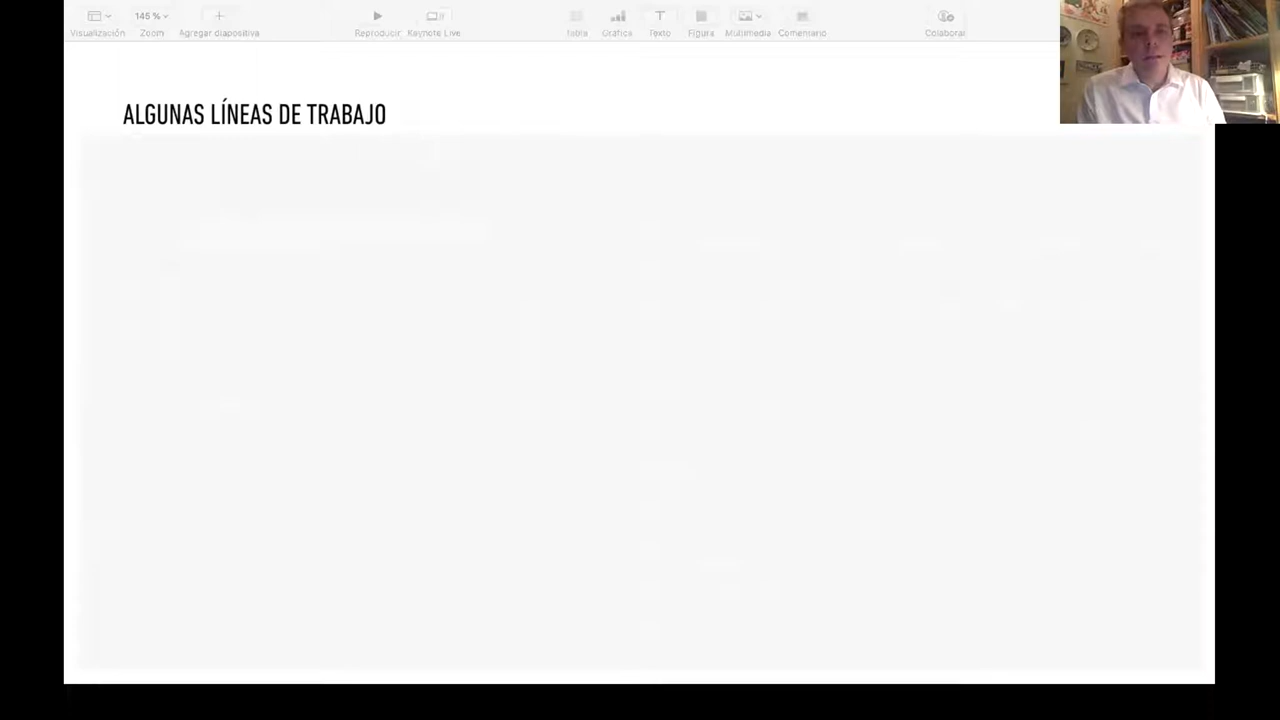 Visualización Zoom Agregar diapositiva Reproducir Keynote Live Tabla Gráfica Texto Figura Multimedia Comentario Colaborar
145 %
ALGUNAS LÍNEAS DE TRABAJO